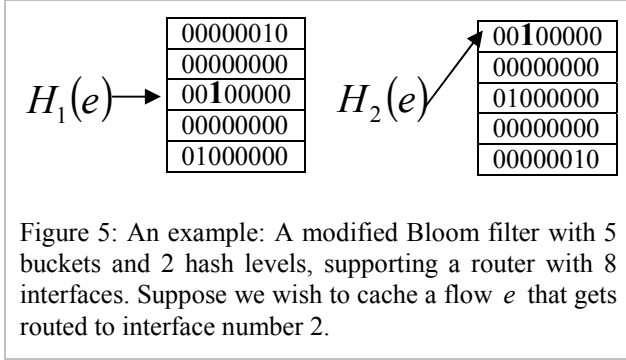 H1(e)
00000010
00000000
00100000
00000000
01000000
H2(e)
00100000
00000000
01000000
00000000
00000010
Figure 5: An example: A modified Bloom filter with 5
buckets and 2 hash levels, supporting a router with 8
interfaces. Suppose we wish to cache a flow e that gets
routed to interface number 2.